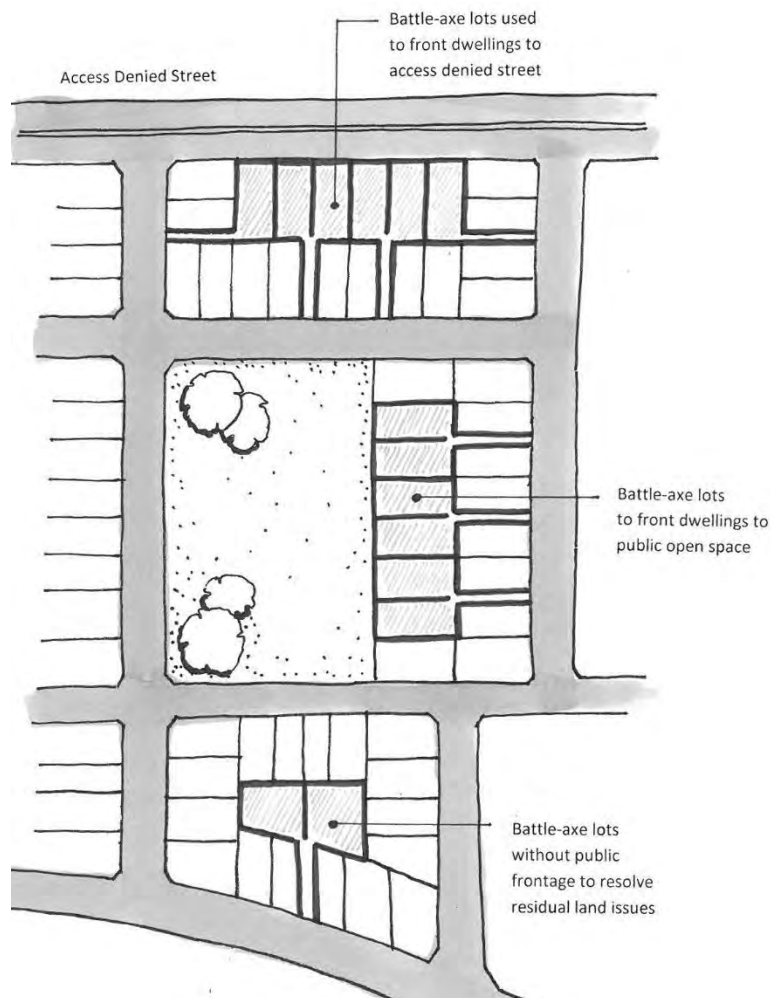 Battle-axe lots used
to front dwellings to
access denied street
Access Denied Street
Battle-axe lots
to front dwellings to
public open space
Battle-axe lots
without public
frontage to resolve
residual land issues